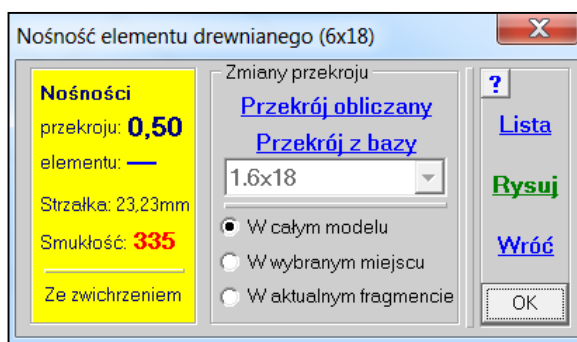 Nośność elementu drewnianego (6x18)
Nośności
przekroju: 0,50
elementu: —
Strzałka: 23,23mm
Smukłość: 335
Ze zwichrzeniem
Zmiany przekroju
Przekrój obliczany
Przekrój z bazy
1.6x18
W całym modelu
W wybranym miejscu
W aktualnym fragmencie
?
Lista
Rysuj
Wróć
OK